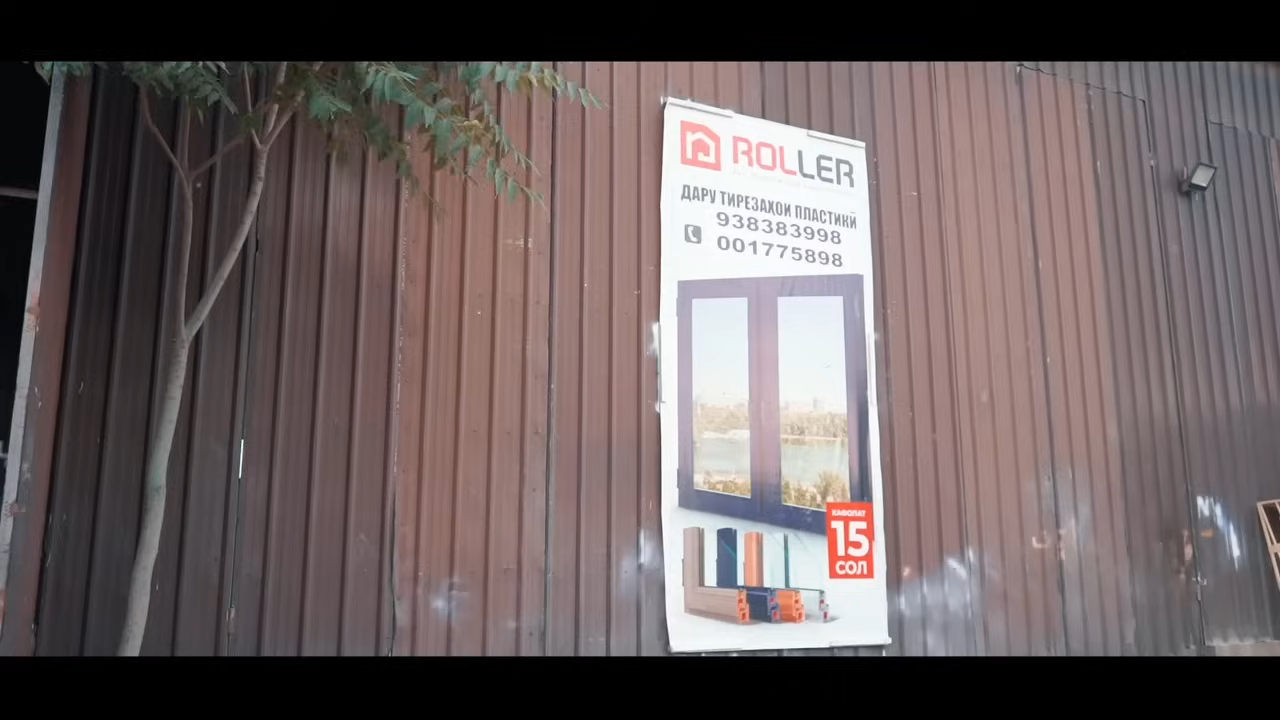 ROLLER
ДАРУ ТИРЕЗАҲОИ ПЛАСТИКӢ
938383998
001775898
КАФОЛАТ
15
СОЛ